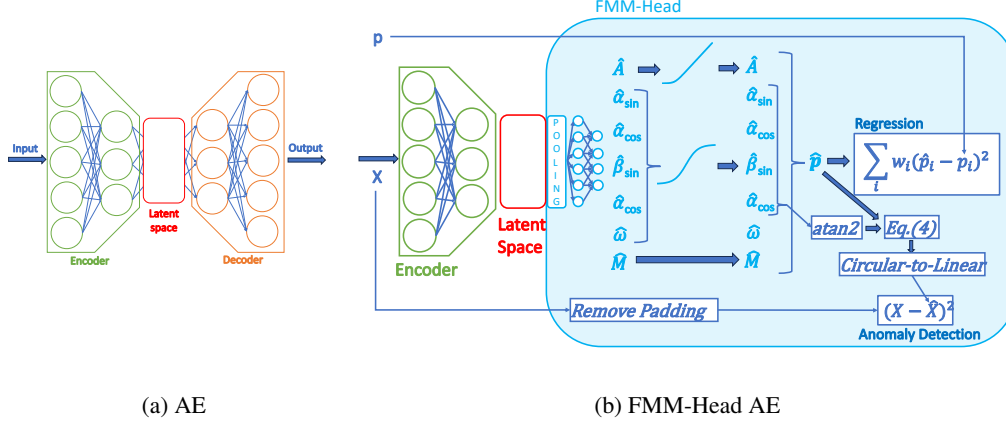 FMM-Head
p
Input
Output
Latent
space
Encoder
Decoder
X
Encoder
Latent
Space
POOLING
Â
α̂sin
α̂cos
β̂sin
α̂cos
ω̂
M̂
Â
α̂sin
α̂cos
β̂sin
α̂cos
ω̂
M̂
p̂
Regression
∑i wi(p̂i − pi)²
atan2
Eq.(4)
Circular-to-Linear
Remove Padding
(X − X̂)²
Anomaly Detection
(a) AE
(b) FMM-Head AE